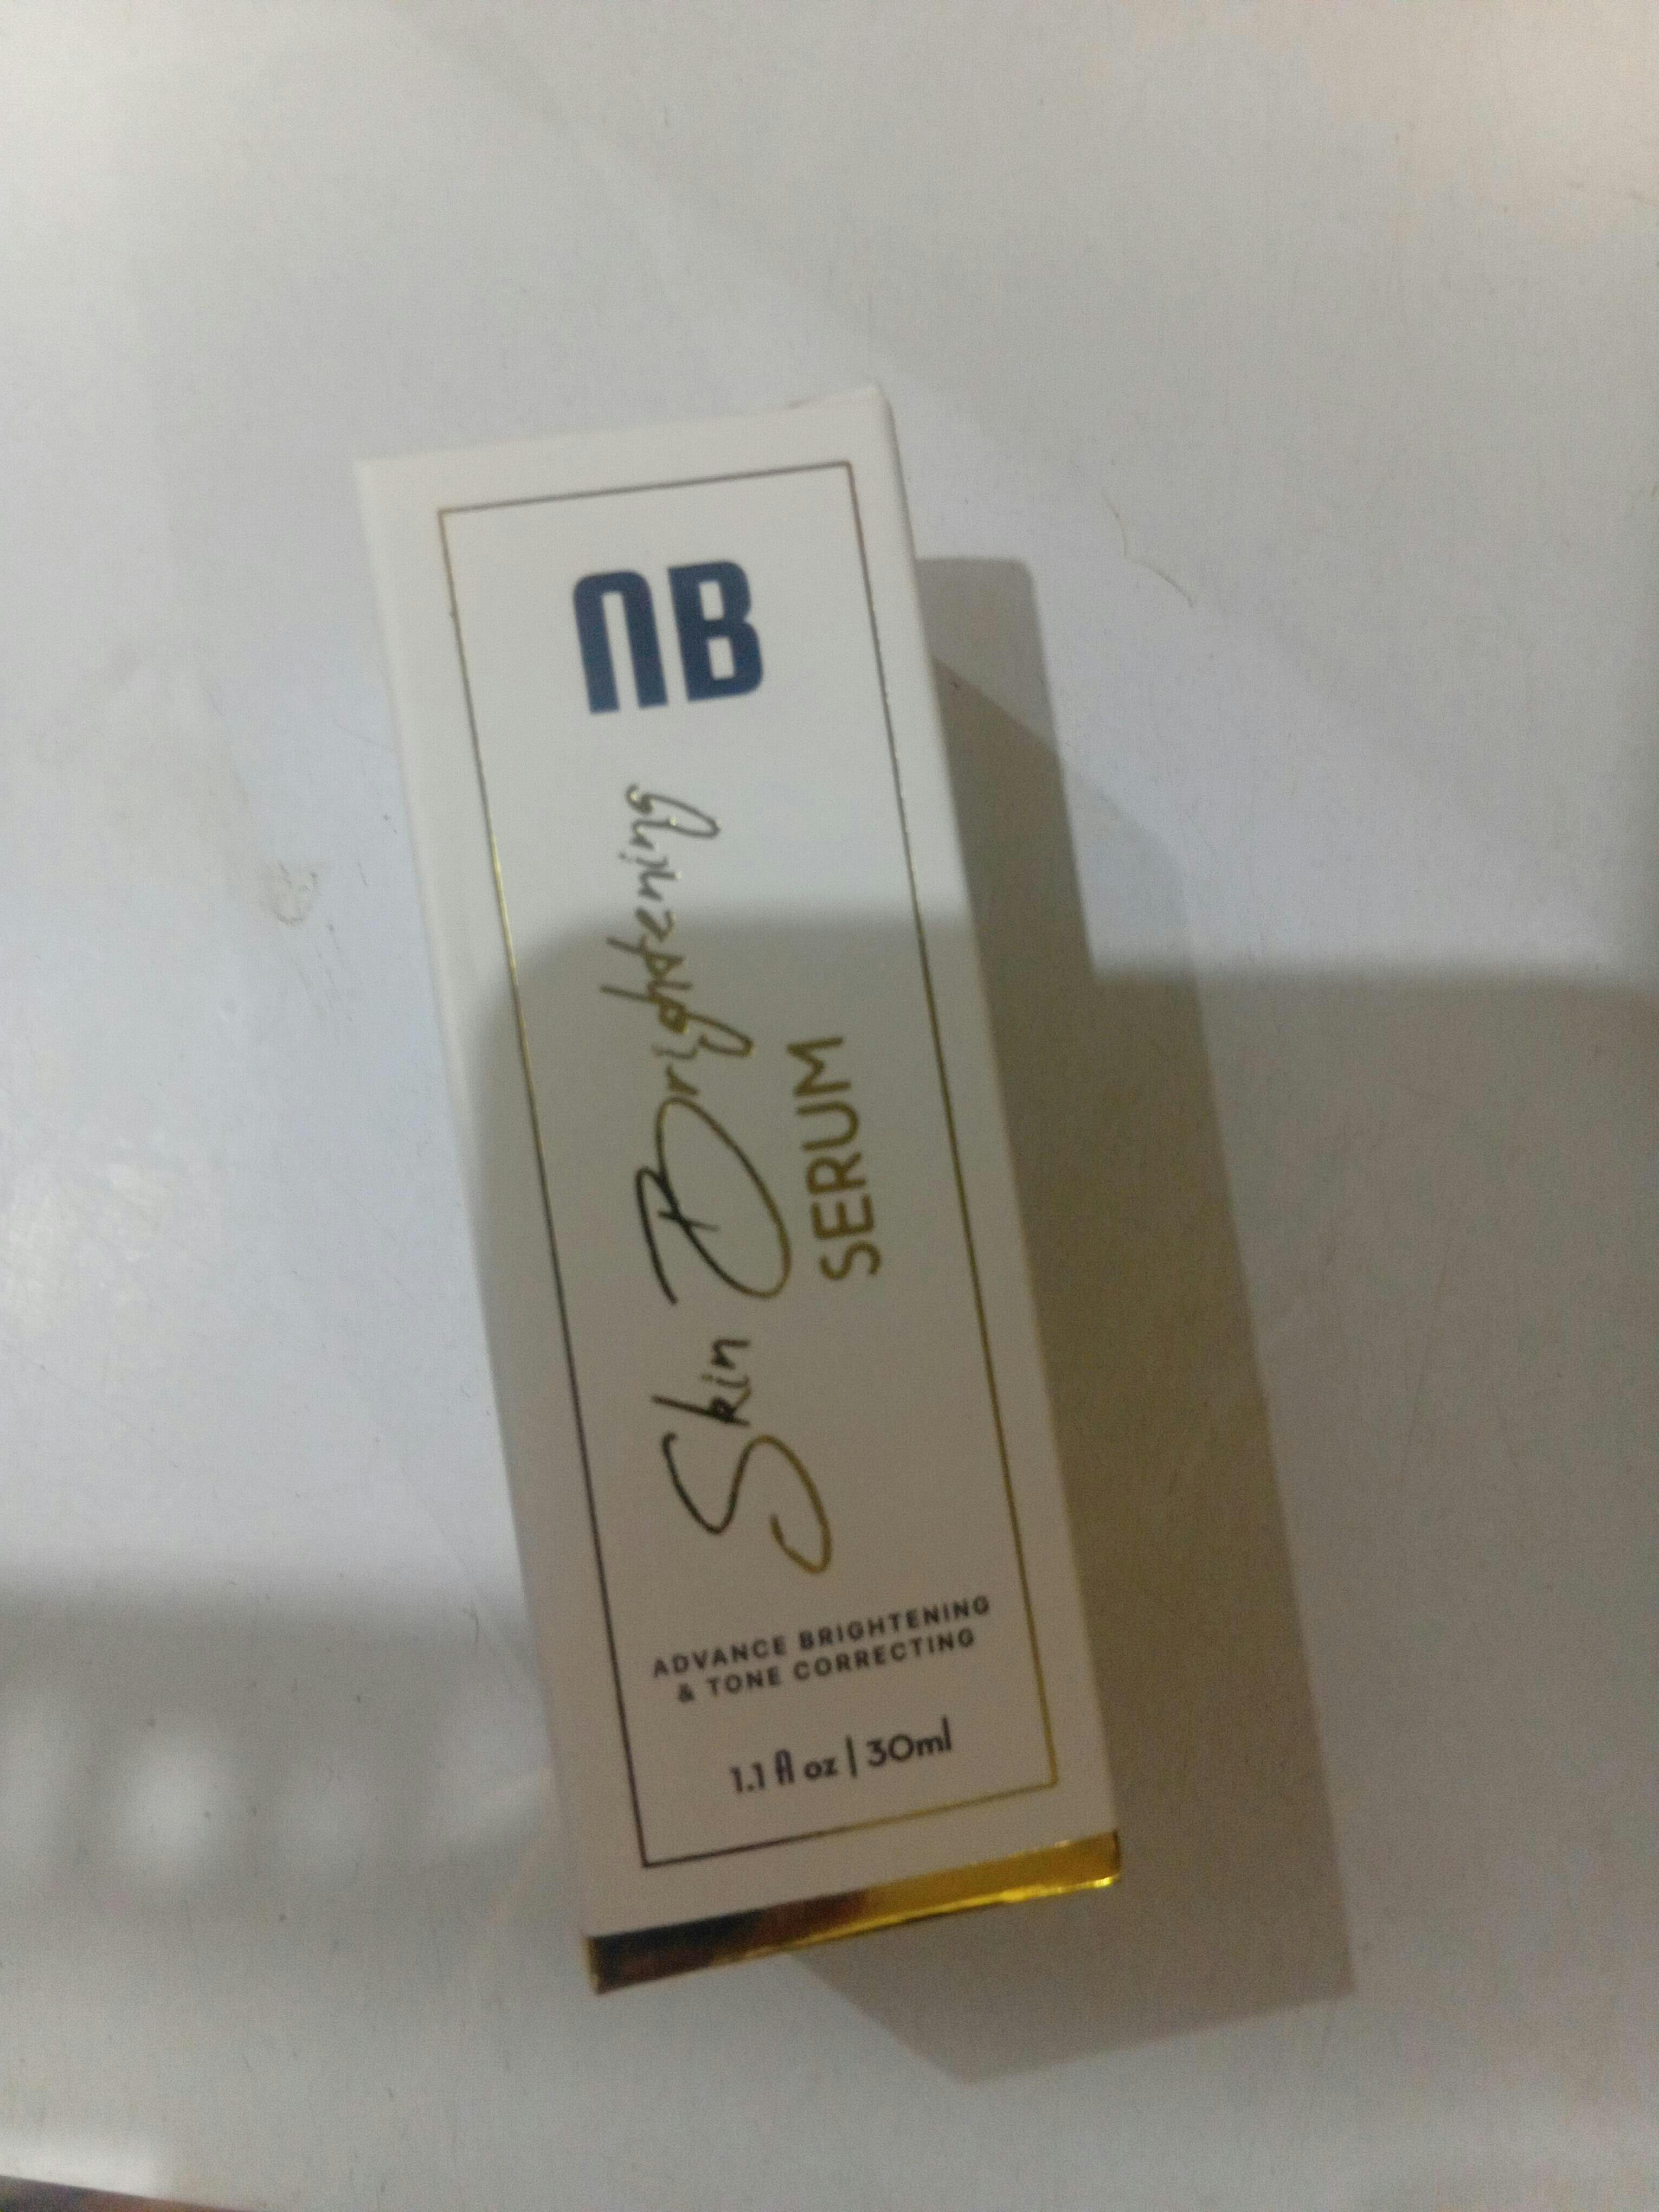 NB
Skin Brightening
SERUM
ADVANCE BRIGHTENING
& TONE CORRECTING
1.1 fl oz | 30ml